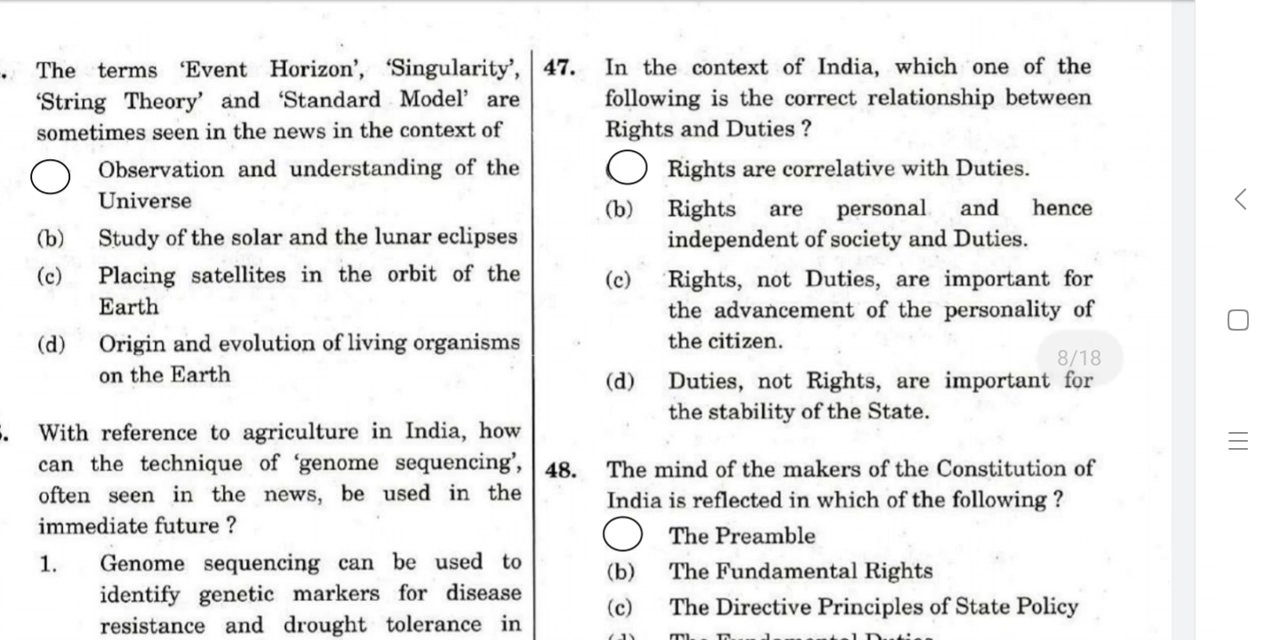 The terms ‘Event Horizon’, ‘Singularity’,
‘String Theory’ and ‘Standard Model’ are
sometimes seen in the news in the context of
Observation and understanding of the
Universe
(b) Study of the solar and the lunar eclipses
(c) Placing satellites in the orbit of the
Earth
(d) Origin and evolution of living organisms
on the Earth
With reference to agriculture in India, how
can the technique of ‘genome sequencing’,
often seen in the news, be used in the
immediate future ?
1. Genome sequencing can be used to
identify genetic markers for disease
resistance and drought tolerance in
47. In the context of India, which one of the
following is the correct relationship between
Rights and Duties ?
Rights are correlative with Duties.
(b) Rights are personal and hence
independent of society and Duties.
(c) Rights, not Duties, are important for
the advancement of the personality of
the citizen.
8/18
(d) Duties, not Rights, are important for
the stability of the State.
48. The mind of the makers of the Constitution of
India is reflected in which of the following ?
The Preamble
(b) The Fundamental Rights
(c) The Directive Principles of State Policy